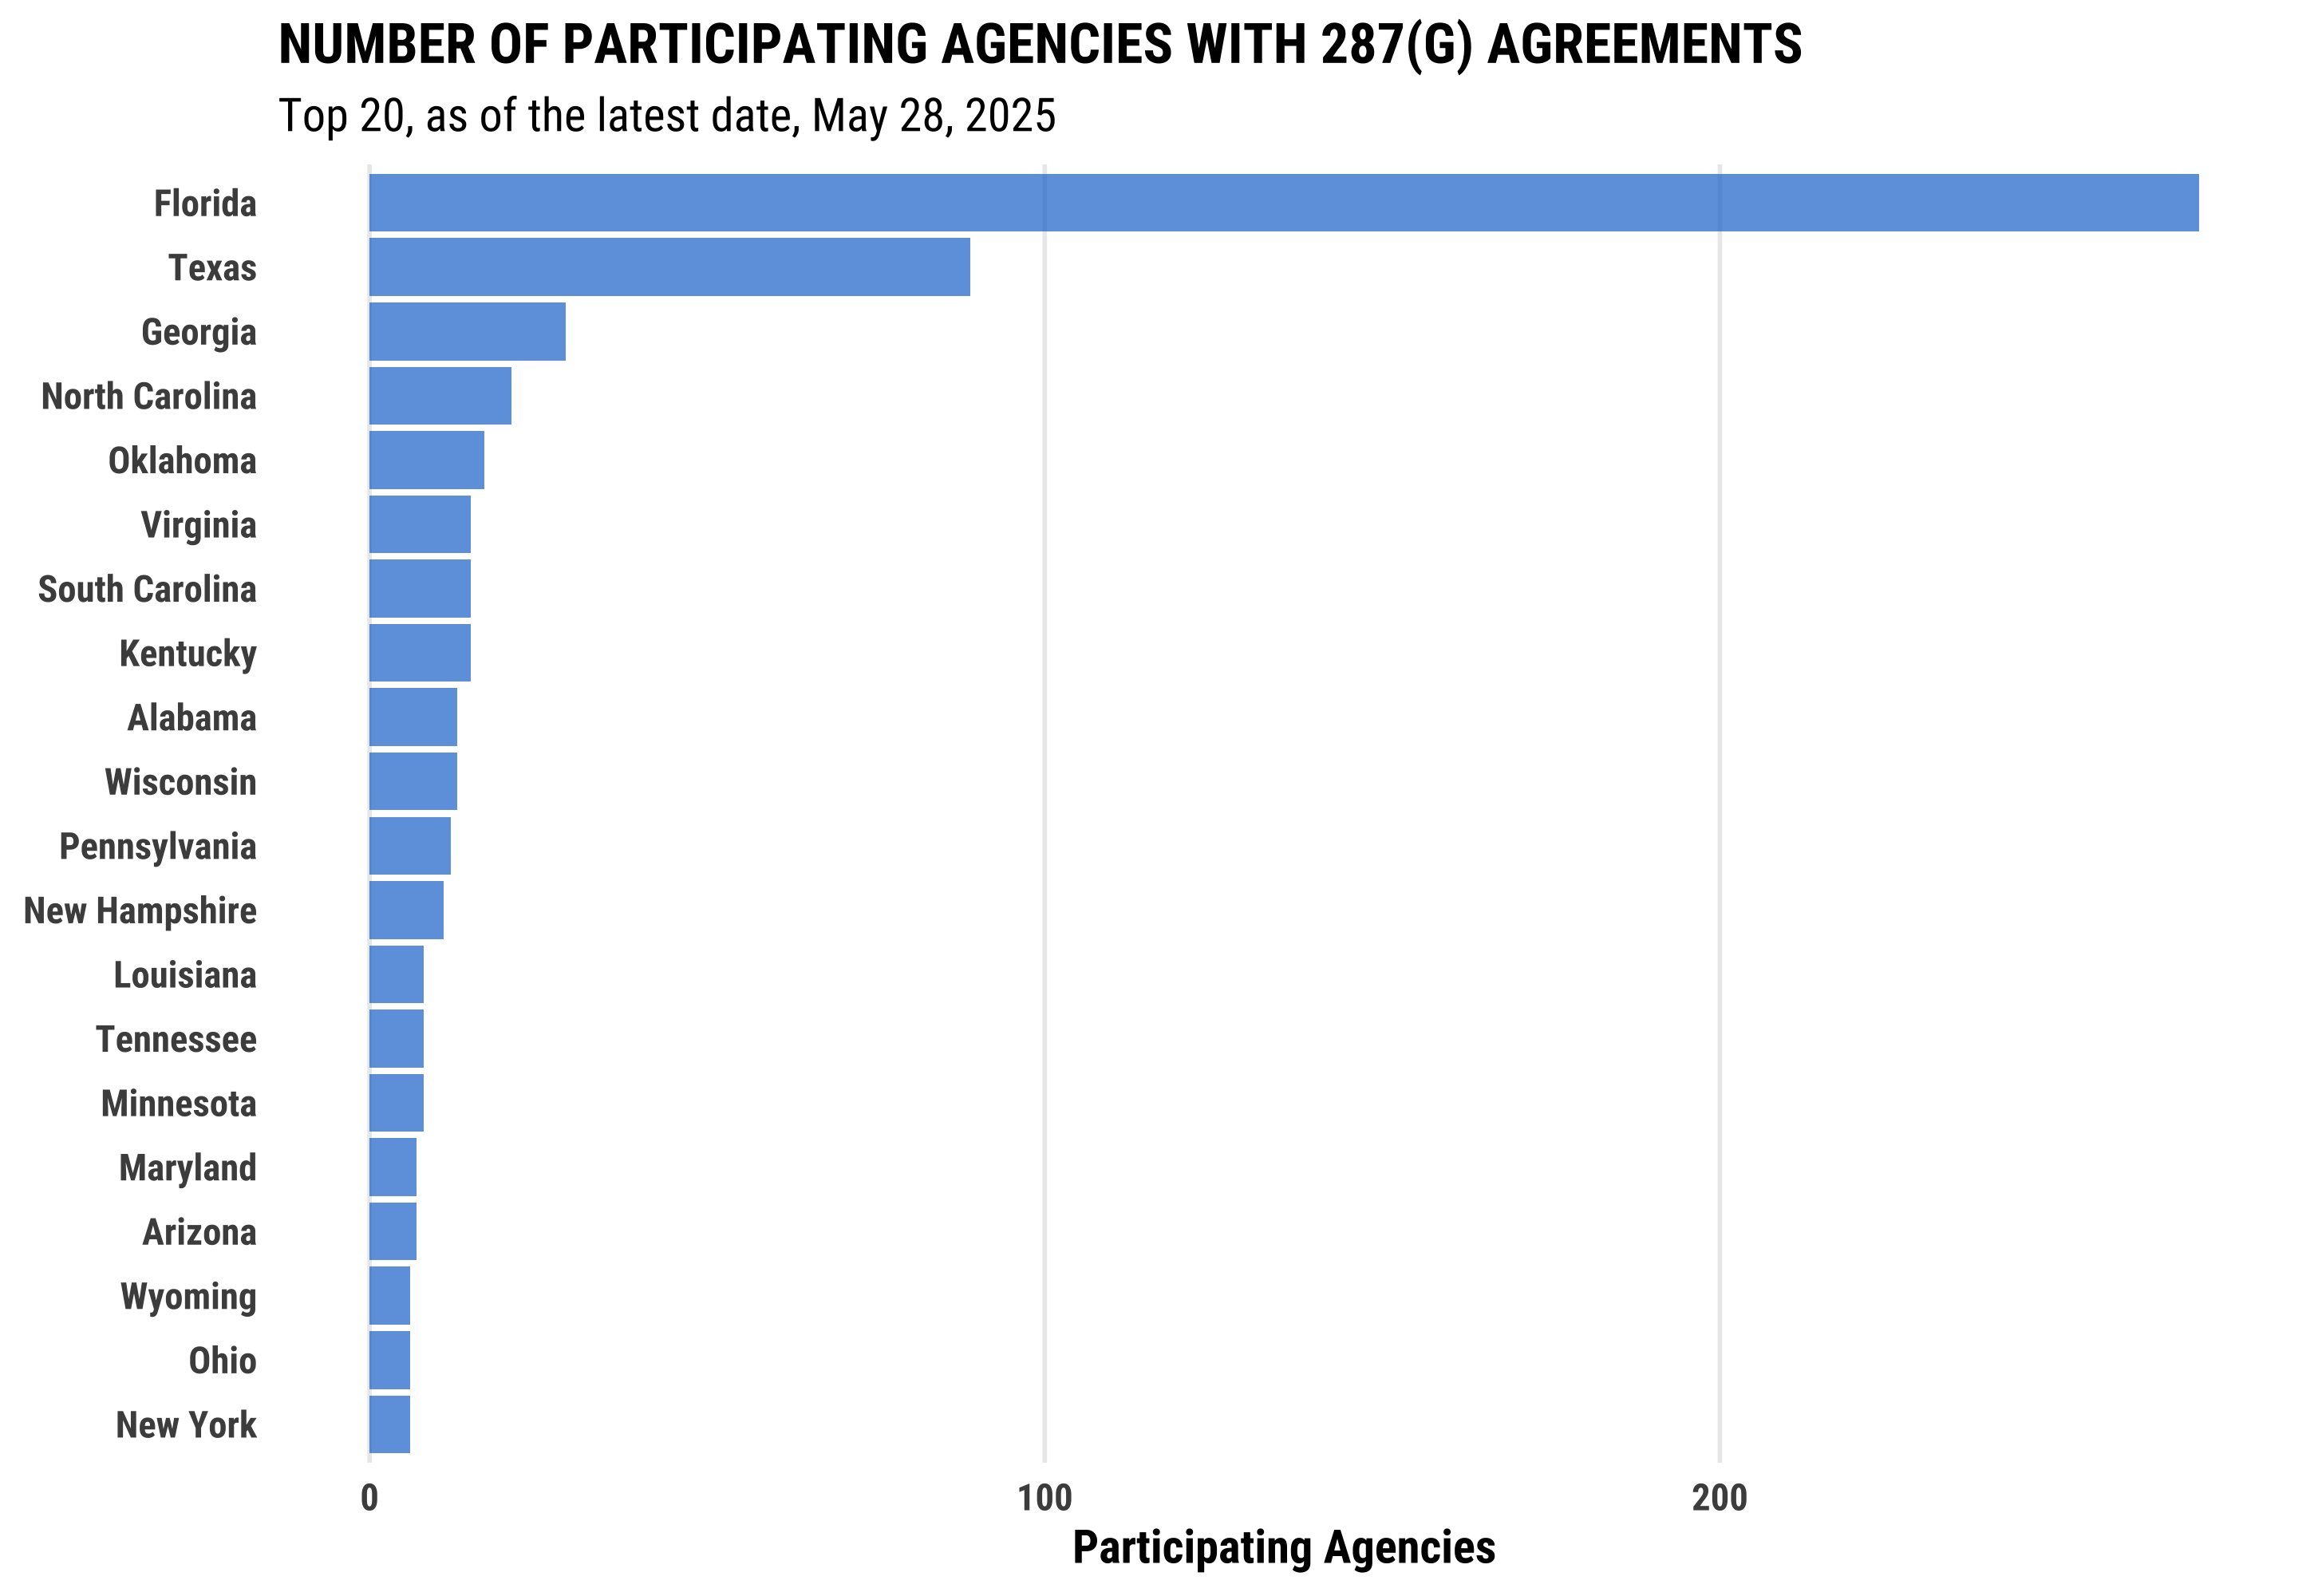 NUMBER OF PARTICIPATING AGENCIES WITH 287(G) AGREEMENTS
Top 20, as of the latest date, May 28, 2025
Florida
Texas
Georgia
North Carolina
Oklahoma
Virginia
South Carolina
Kentucky
Alabama
Wisconsin
Pennsylvania
New Hampshire
Louisiana
Tennessee
Minnesota
Maryland
Arizona
Wyoming
Ohio
New York
0 100 200
Participating Agencies